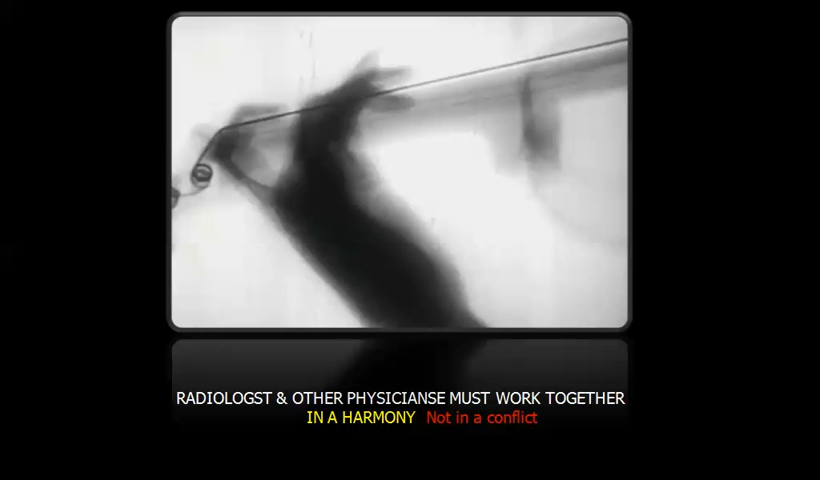 RADIOLOGST & OTHER PHYSICIANSE MUST WORK TOGETHER
IN A HARMONY Not in a conflict